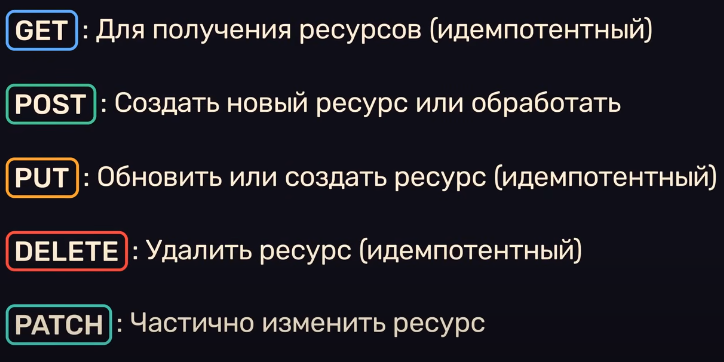 GET : Для получения ресурсов (идемпотентный)
POST : Создать новый ресурс или обработать
PUT : Обновить или создать ресурс (идемпотентный)
DELETE : Удалить ресурс (идемпотентный)
PATCH : Частично изменить ресурс